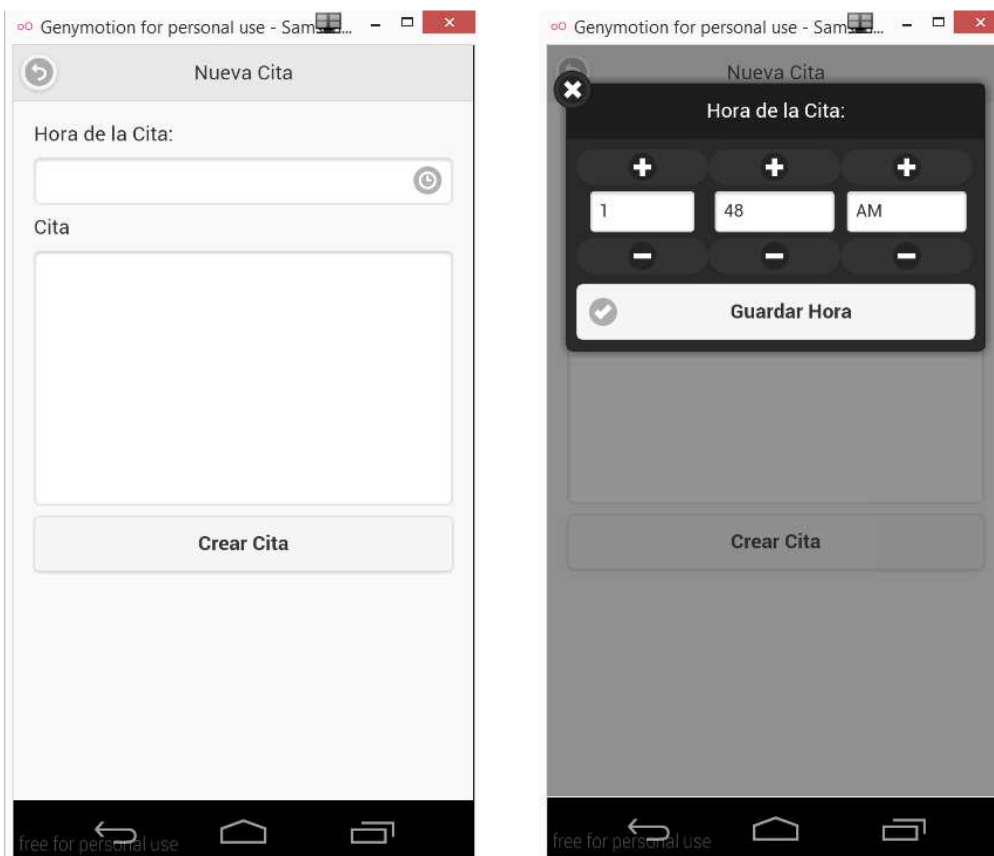 Genymotion for personal use - Sam...
Nueva Cita
Hora de la Cita:
Cita
Crear Cita
free for personal use
Genymotion for personal use - Sam...
Nueva Cita
Hora de la Cita:
1 48 AM
Guardar Hora
Crear Cita
free for personal use